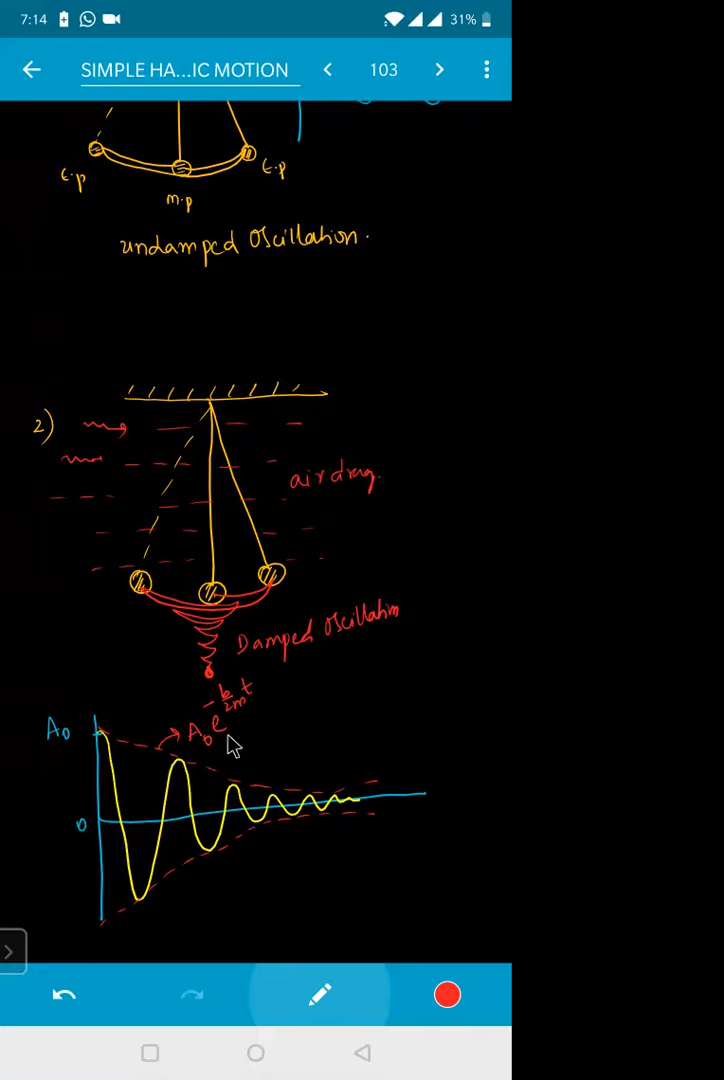 7:14
31%
SIMPLE HA...IC MOTION
103
E.p
m.p
E.p
undamped Oscillation.
2)
air drag.
Damped Oscillation
A₀ A₀e^(-b/2m t)
0